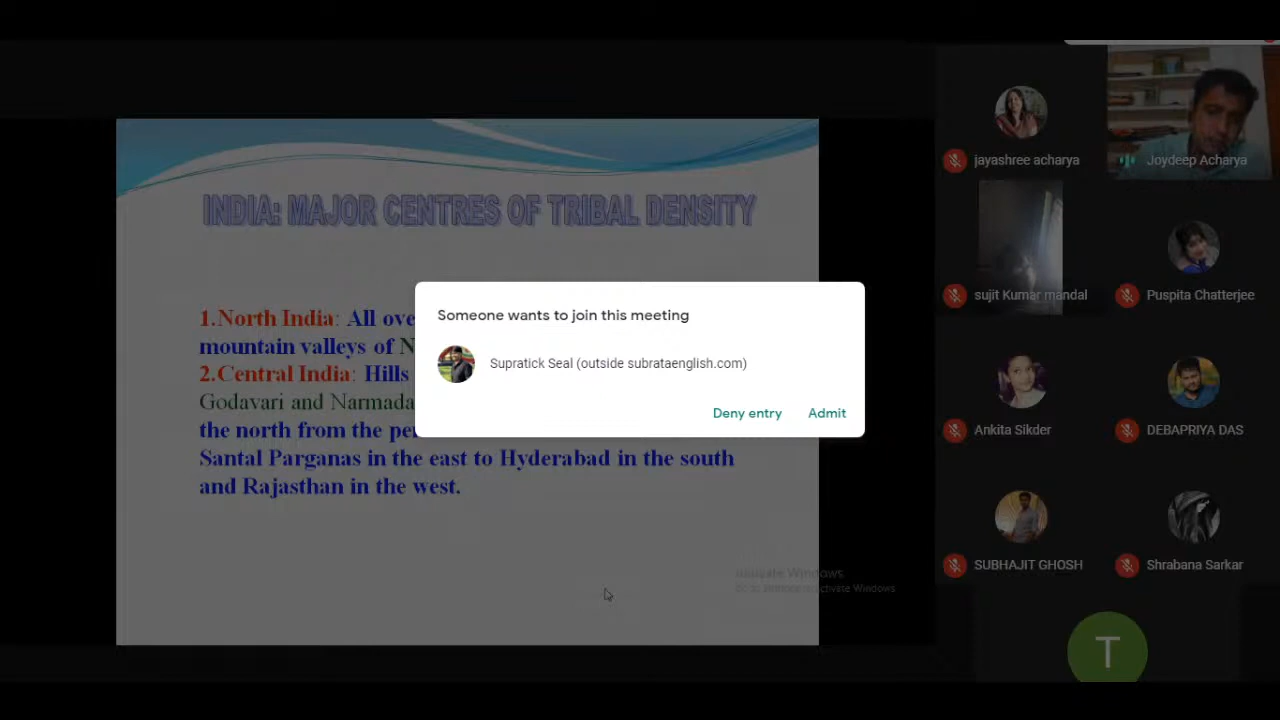 INDIA: MAJOR CENTRES OF TRIBAL DENSITY
1.North India: All ove
mountain valleys of N
2.Central India: Hills
Godavari and Narmada
the north from the pe
Santal Parganas in the east to Hyderabad in the south
and Rajasthan in the west.
Someone wants to join this meeting
Supratick Seal (outside subrataenglish.com)
Deny entry Admit
Activate Windows
jayashree acharya
Joydeep Acharya
sujit Kumar mandal
Puspita Chatterjee
Ankita Sikder
DEBAPRIYA DAS
SUBHAJIT GHOSH
Shrabana Sarkar
T